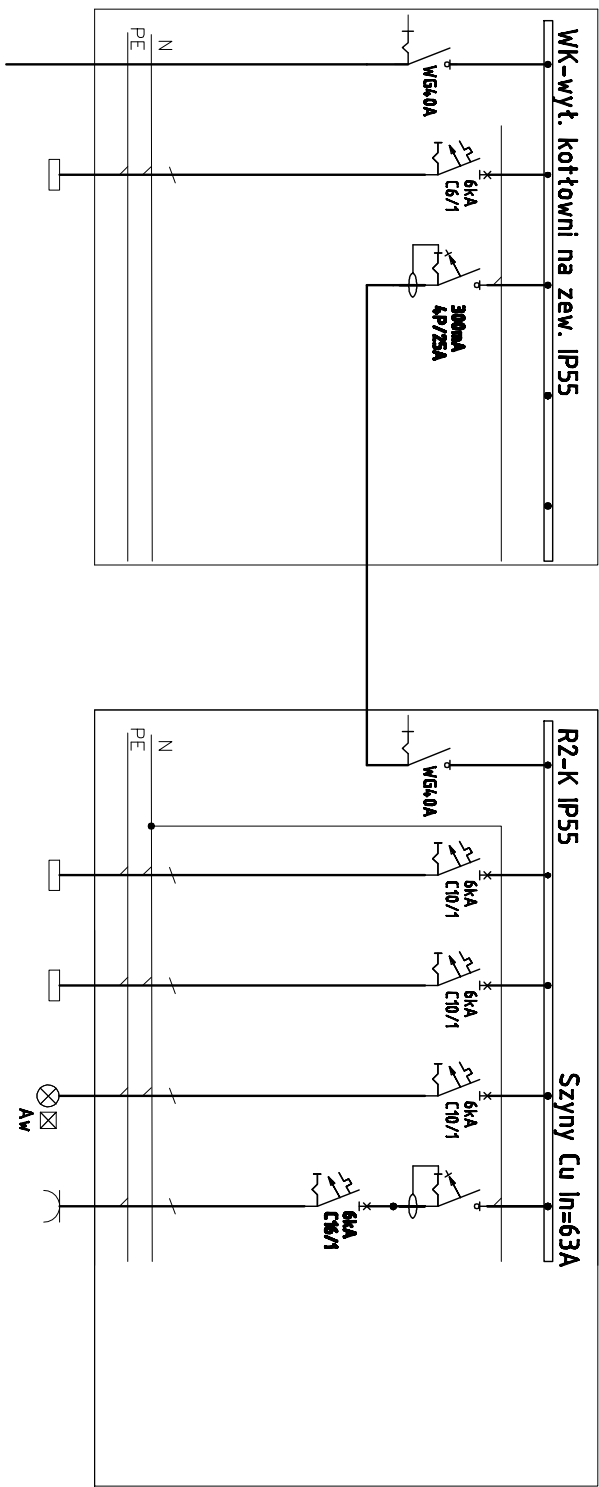 WK-wył. kotłowni na zew. IP55
WG40A
6kA
C6/1
300mA
4P/25A
N
PE
R2-K IP55
Szyny Cu In=63A
WG40A
6kA
C10/1
6kA
C10/1
6kA
C10/1
6kA
C16/1
N
PE
Aw